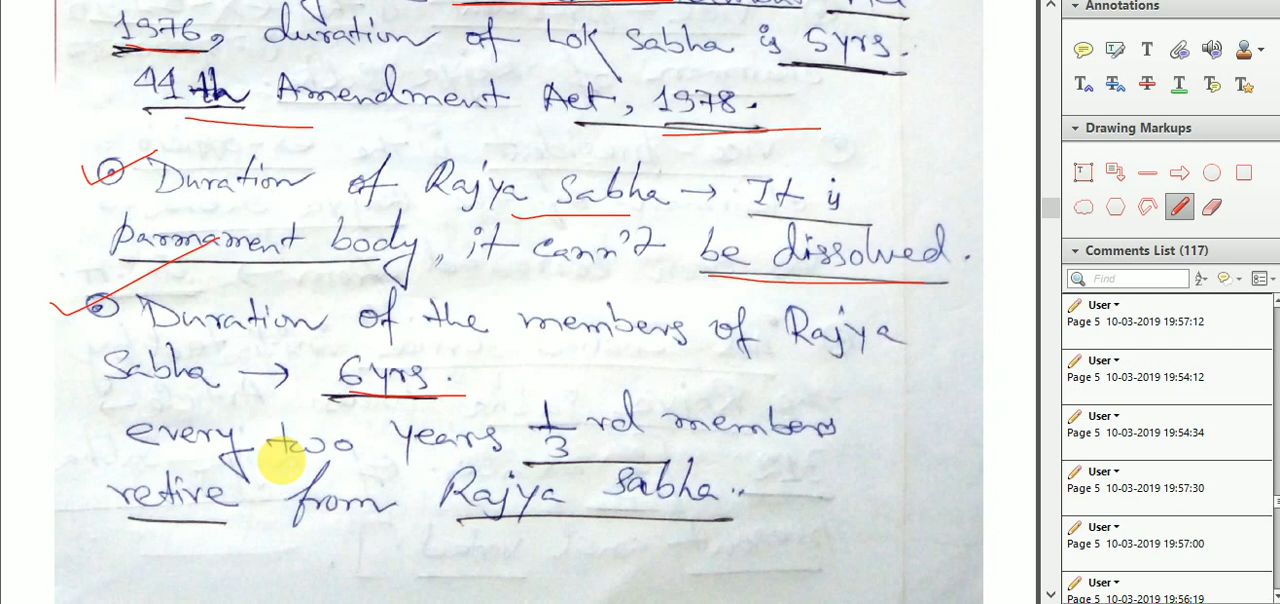 1976, duration of Lok Sabha is 5yrs.
44th Amendment Act, 1978.
Duration of Rajya Sabha → It is
parmament body, it cann't be dissolved.
Duration of the members of Rajya
Sabha → 6yrs.
every two years 1/3 rd members
retire from Rajya Sabha..
Annotations
T
T T T T T T
Drawing Markups
T
Comments List (117)
Find
User
Page 5 10-03-2019 19:57:12
User
Page 5 10-03-2019 19:54:12
User
Page 5 10-03-2019 19:54:34
User
Page 5 10-03-2019 19:57:30
User
Page 5 10-03-2019 19:57:00
User
Page 5 10-03-2019 19:56:19